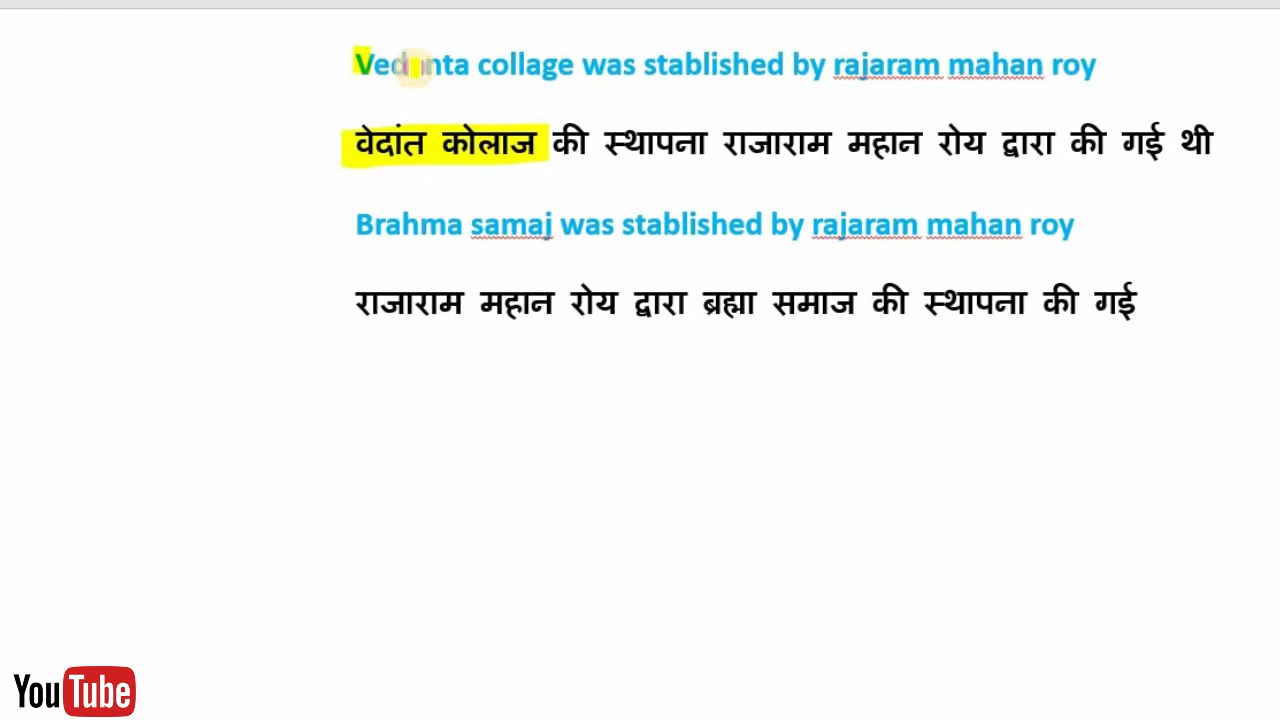 Vedanta collage was stablished by rajaram mahan roy
वेदांत कोलाज की स्थापना राजाराम महान रोय द्वारा की गई थी
Brahma samaj was stablished by rajaram mahan roy
राजाराम महान रोय द्वारा ब्रह्मा समाज की स्थापना की गई
YouTube